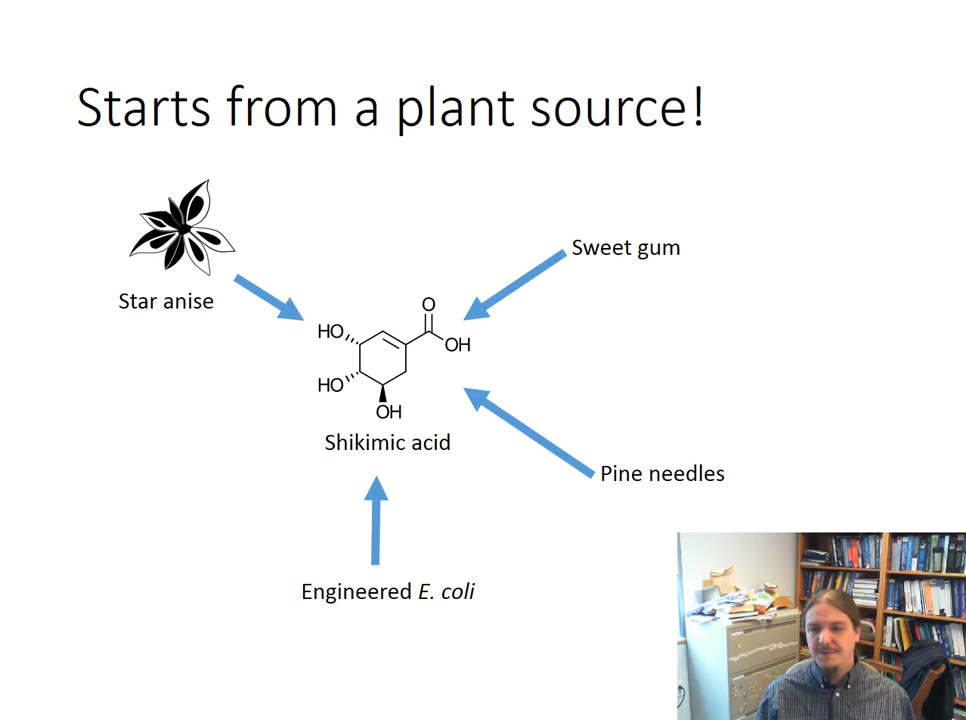 Starts from a plant source!
Star anise
Sweet gum
O
HO
OH
HO
OH
Shikimic acid
Pine needles
Engineered E. coli